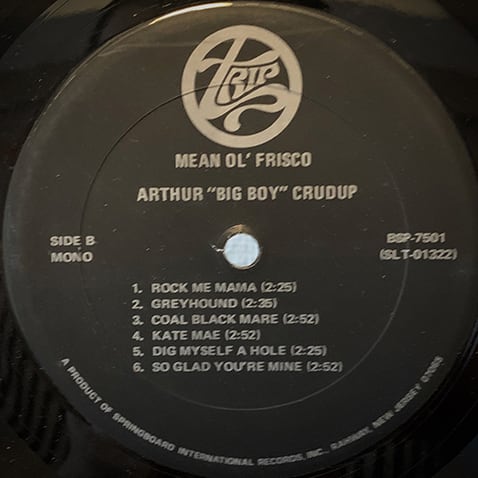 TRIP
MEAN OL' FRISCO
ARTHUR "BIG BOY" CRUDUP
SIDE B
MONO
BSP-7501
(SLT-01322)
1. ROCK ME MAMA (2:25)
2. GREYHOUND (2:35)
3. COAL BLACK MARE (2:52)
4. KATE MAE (2:52)
5. DIG MYSELF A HOLE (2:25)
6. SO GLAD YOU'RE MINE (2:52)
A PRODUCT OF SPRINGBOARD INTERNATIONAL RECORDS, INC., RAHWAY, NEW JERSEY 07065